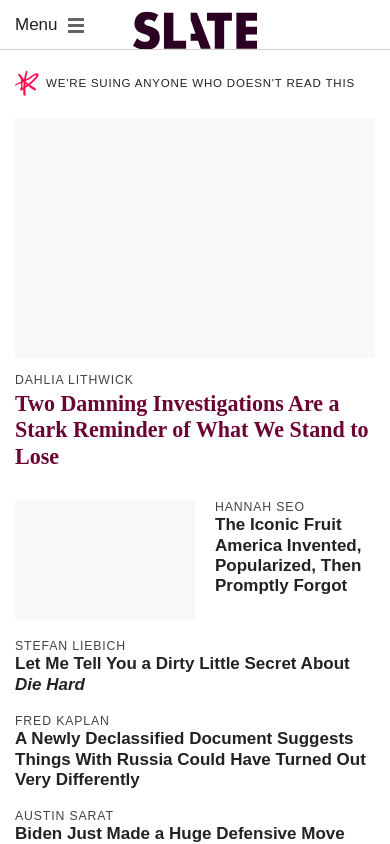 Menu
SLATE
WE'RE SUING ANYONE WHO DOESN'T READ THIS
DAHLIA LITHWICK
Two Damning Investigations Are a
Stark Reminder of What We Stand to
Lose
HANNAH SEO
The Iconic Fruit
America Invented,
Popularized, Then
Promptly Forgot
STEFAN LIEBICH
Let Me Tell You a Dirty Little Secret About
Die Hard
FRED KAPLAN
A Newly Declassified Document Suggests
Things With Russia Could Have Turned Out
Very Differently
AUSTIN SARAT
Biden Just Made a Huge Defensive Move